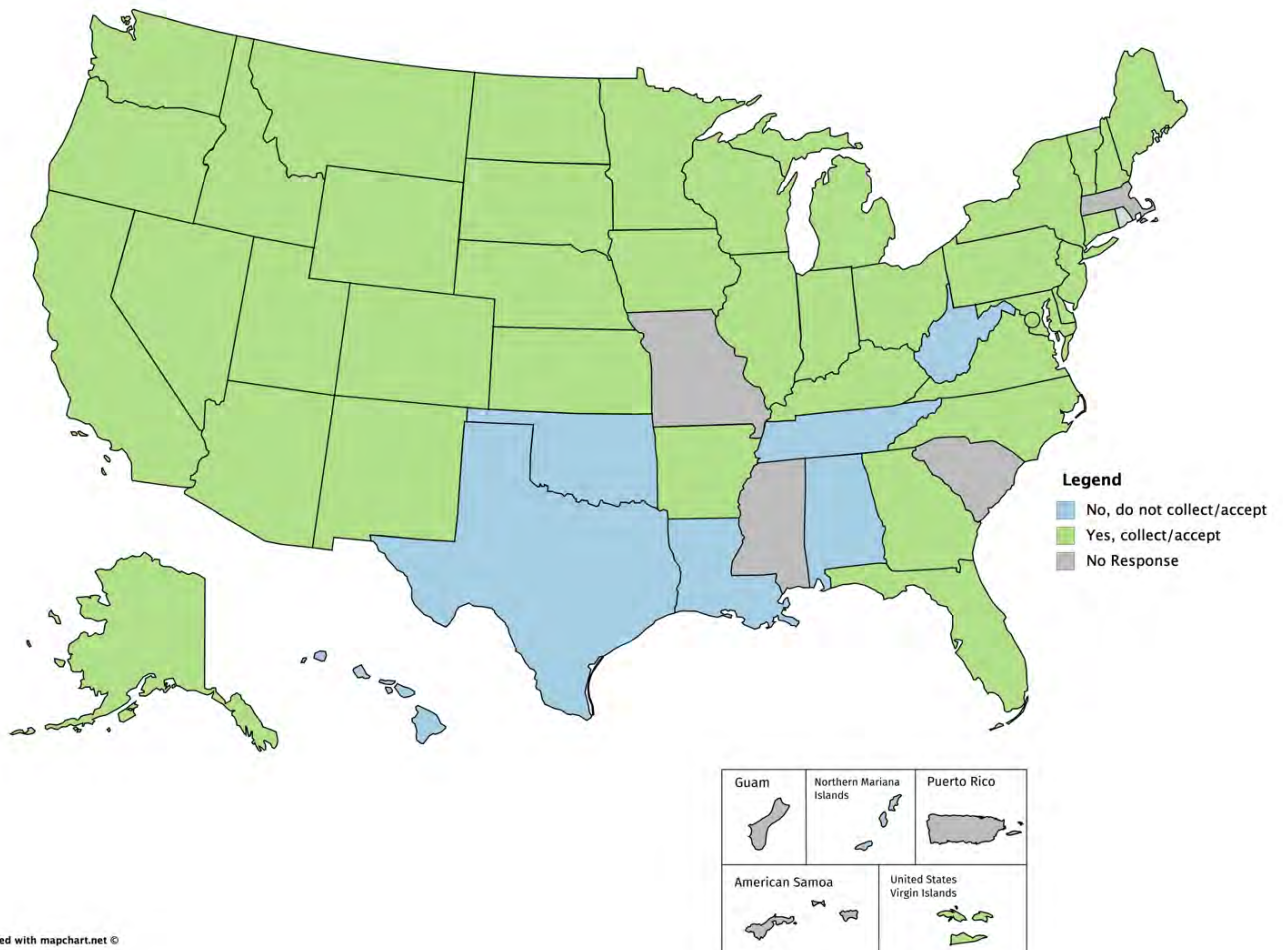 Legend
No, do not collect/accept
Yes, collect/accept
No Response
Guam
Northern Mariana
Islands
Puerto Rico
American Samoa
United States
Virgin Islands
ed with mapchart.net ©